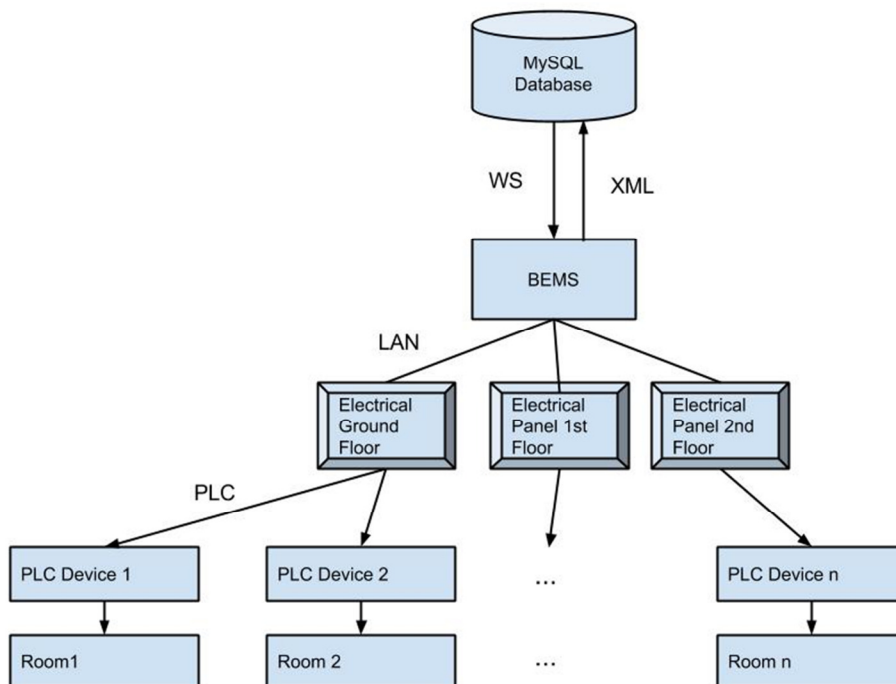 MySQL
Database
WS
XML
BEMS
LAN
Electrical
Ground
Floor
Electrical
Panel 1st
Floor
Electrical
Panel 2nd
Floor
PLC
PLC Device 1
PLC Device 2
...
PLC Device n
Room1
Room 2
...
Room n